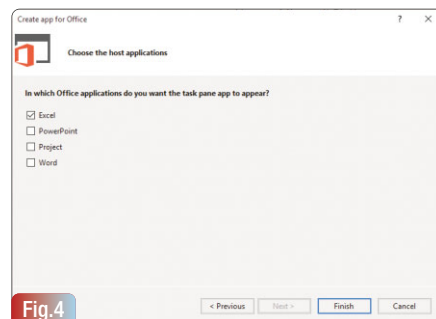 Create app for Office
? X
Choose the host applications
In which Office applications do you want the task pane app to appear?
Excel
PowerPoint
Project
Word
< Previous Next > Finish Cancel
Fig.4